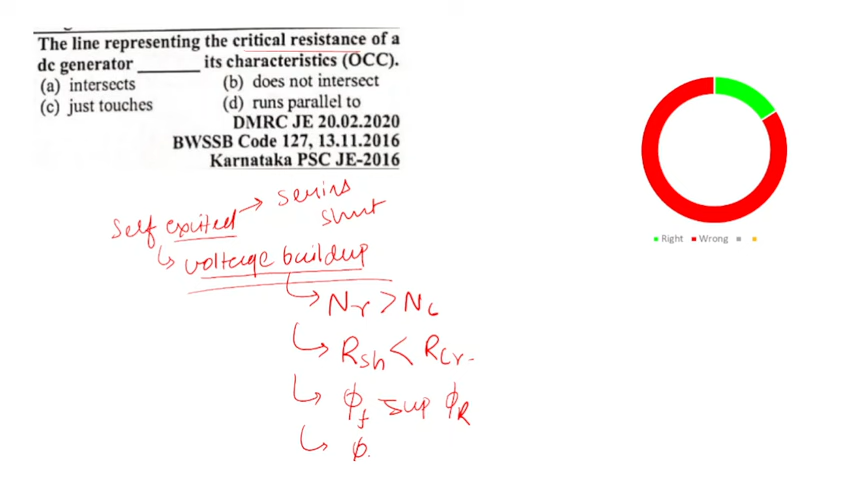 The line representing the critical resistance of a
dc generator ________ its characteristics (OCC).
(a) intersects (b) does not intersect
(c) just touches (d) runs parallel to
DMRC JE 20.02.2020
BWSSB Code 127, 13.11.2016
Karnataka PSC JE-2016
Right Wrong
self excited → series
shunt
↳ voltage buildup
↳ Nr > Nc
↳ Rsh < Rcr
↳ ϕf sup ϕR
↳ ϕ